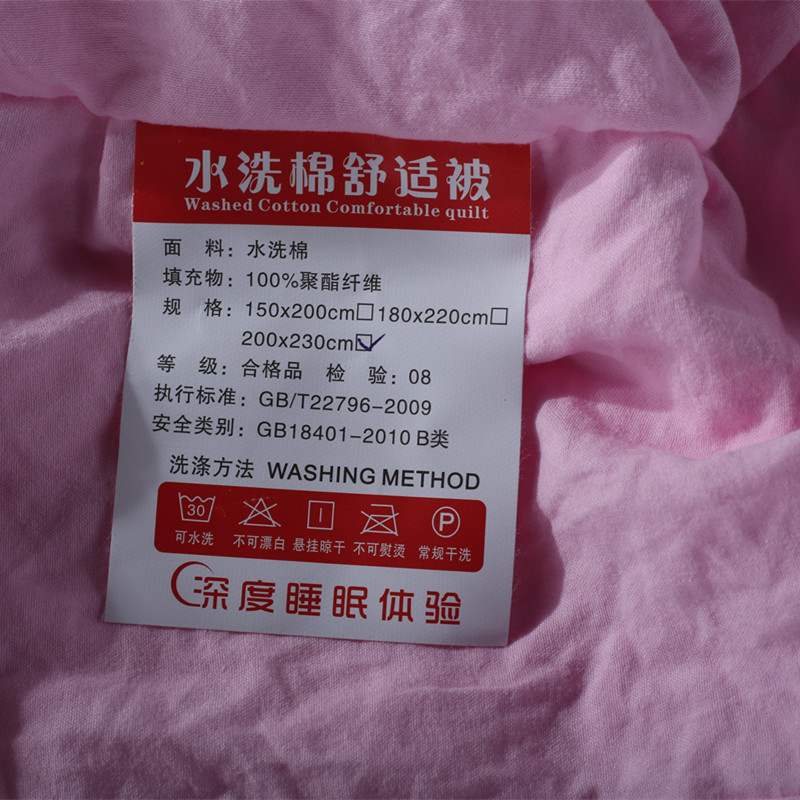 水洗棉舒适被
Washed Cotton Comfortable quilt
面 料：水洗棉
填充物：100%聚酯纤维
规 格：150x200cm□180x220cm□
200x230cm☑
等 级：合格品 检 验：08
执行标准：GB/T22796-2009
安全类别：GB18401-2010 B类
洗涤方法 WASHING METHOD
30 P
可水洗 不可漂白 悬挂晾干 不可熨烫 常规干洗
深度睡眠体验